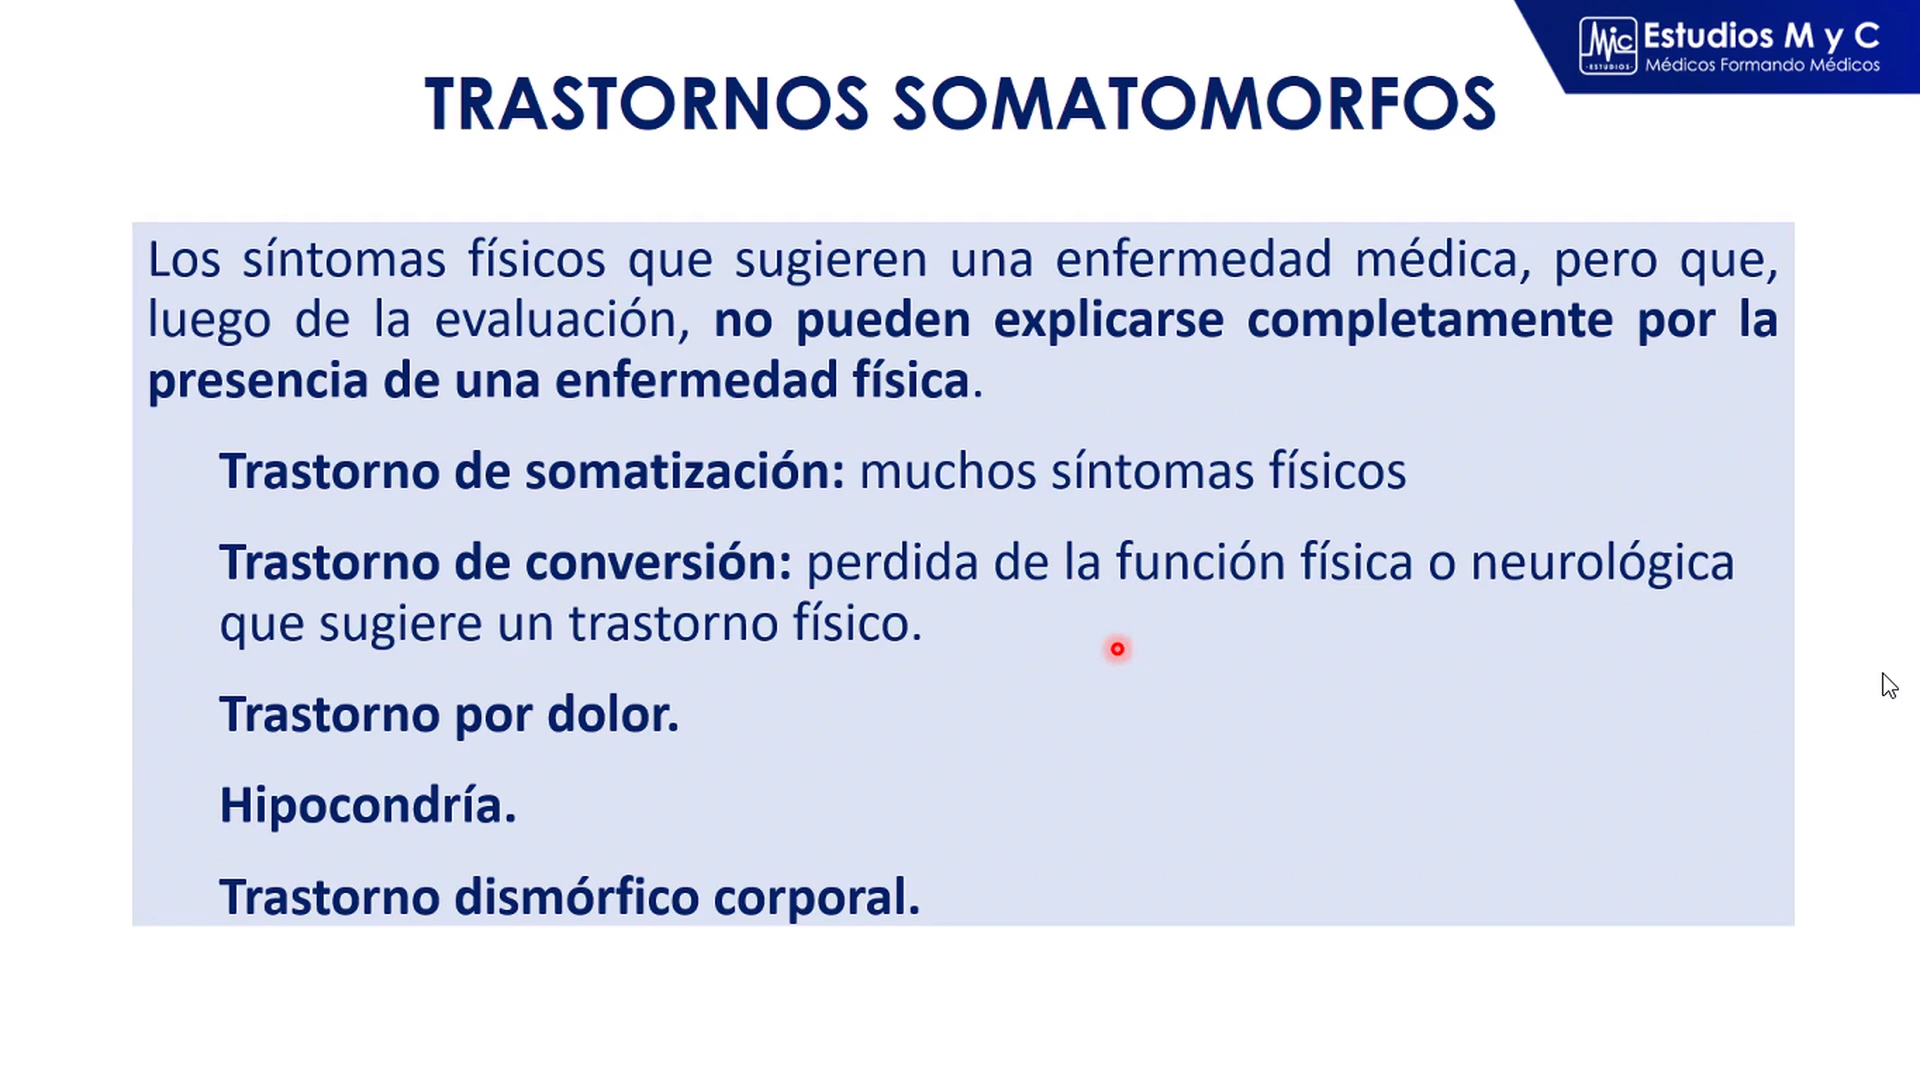 Estudios M y C
Médicos Formando Médicos
Mic
·ESTUDIOS·
TRASTORNOS SOMATOMORFOS
Los síntomas físicos que sugieren una enfermedad médica, pero que,
luego de la evaluación, no pueden explicarse completamente por la
presencia de una enfermedad física.
Trastorno de somatización: muchos síntomas físicos
Trastorno de conversión: perdida de la función física o neurológica
que sugiere un trastorno físico.
Trastorno por dolor.
Hipocondría.
Trastorno dismórfico corporal.